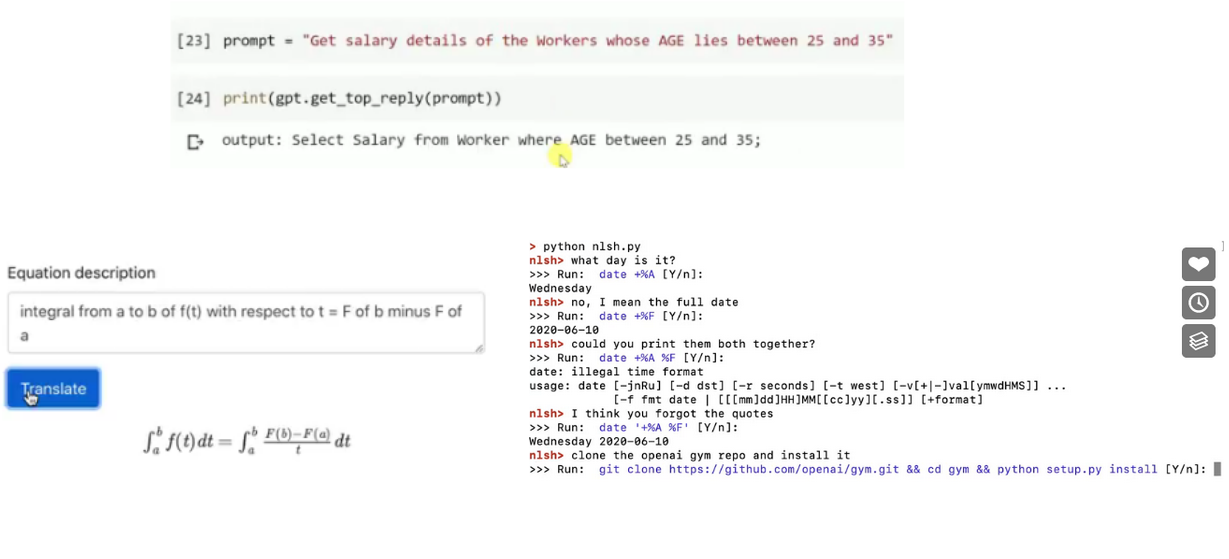 [23] prompt = "Get salary details of the Workers whose AGE lies between 25 and 35"
[24] print(gpt.get_top_reply(prompt))
output: Select Salary from Worker where AGE between 25 and 35;
Equation description
integral from a to b of f(t) with respect to t = F of b minus F of
a
Translate
∫_a^b f(t) dt = ∫_a^b \frac{F(b)−F(a)}{t} dt
> python nlsh.py
nlsh> what day is it?
>>> Run:  date +%A [Y/n]:
Wednesday
nlsh> no, I mean the full date
>>> Run:  date +%F [Y/n]:
2020-06-10
nlsh> could you print them both together?
>>> Run:  date +%A %F [Y/n]:
date: illegal time format
usage: date [-jnRu] [-d dst] [-r seconds] [-t west] [-v[+|-]val[ymwdHMS]] ...
[-f fmt date | [[[mm]dd]HH]MM[[cc]yy][.ss]] [+format]
nlsh> I think you forgot the quotes
>>> Run:  date '+%A %F' [Y/n]:
Wednesday 2020-06-10
nlsh> clone the openai gym repo and install it
>>> Run:  git clone https://github.com/openai/gym.git && cd gym && python setup.py install [Y/n]: